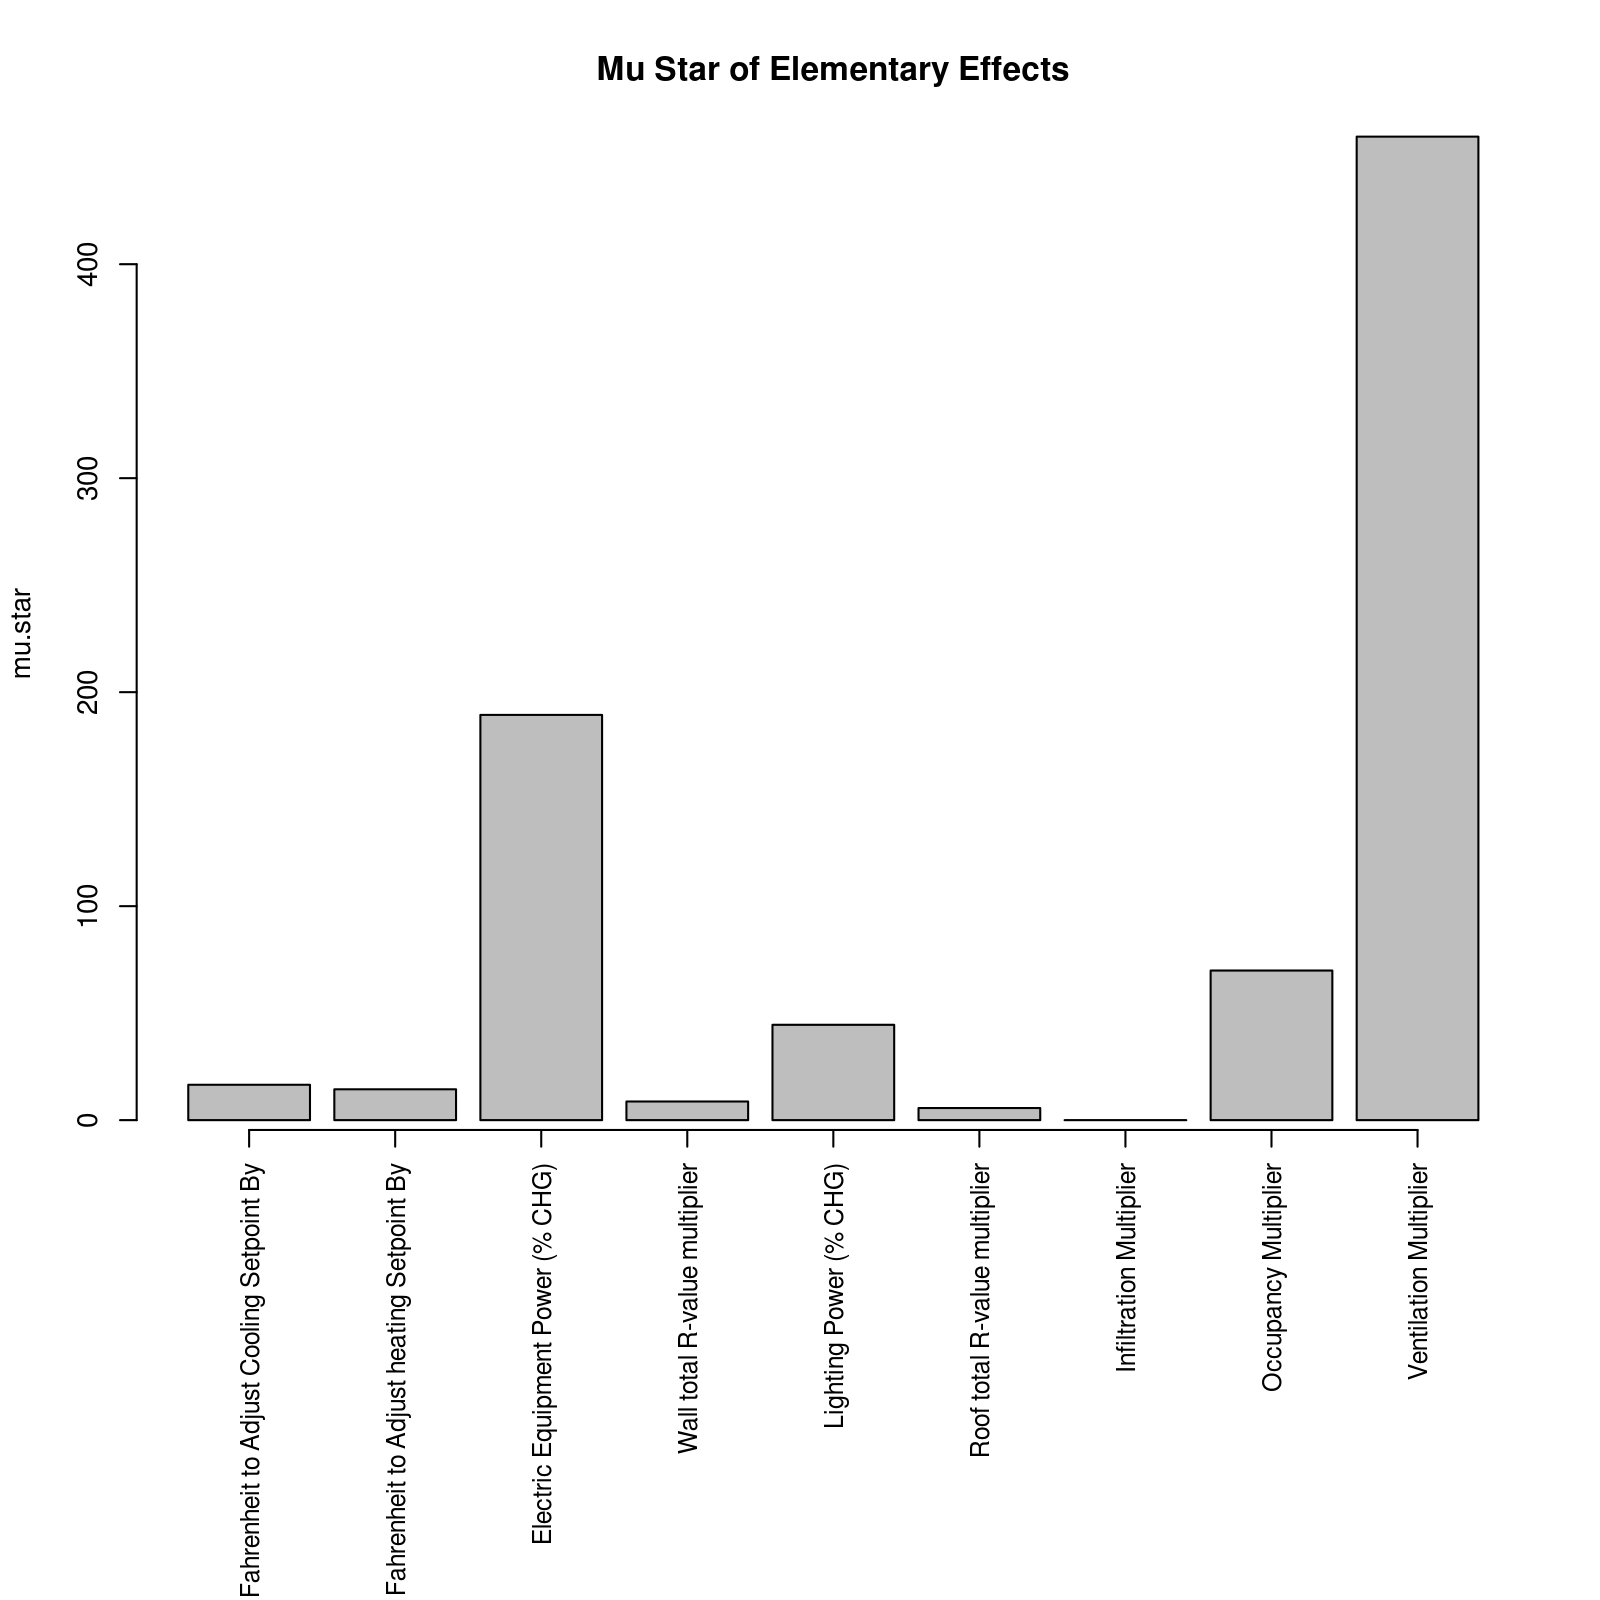 Mu Star of Elementary Effects
mu.star
400
300
200
100
0
Fahrenheit to Adjust Cooling Setpoint By
Fahrenheit to Adjust heating Setpoint By
Electric Equipment Power (% CHG)
Wall total R-value multiplier
Lighting Power (% CHG)
Roof total R-value multiplier
Infiltration Multiplier
Occupancy Multiplier
Ventilation Multiplier